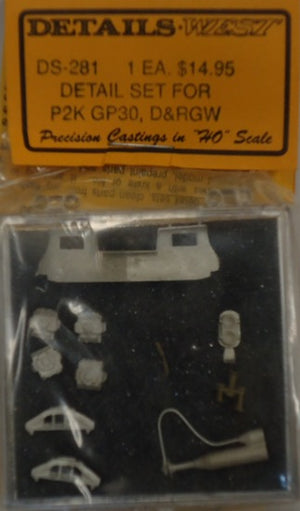 DETAILS·WEST
DS-281 1 EA. $14.95
DETAIL SET FOR
P2K GP30, D&RGW
Precision Castings in "HO" Scale